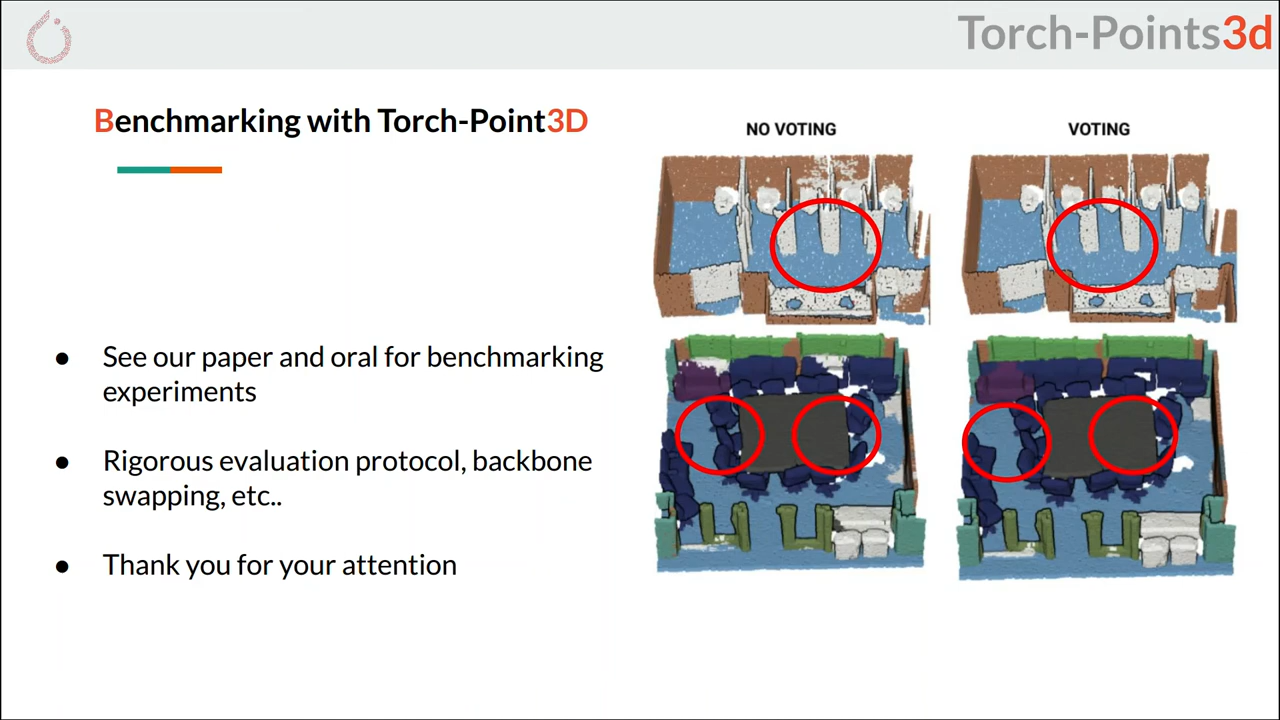 Torch-Points3d
Benchmarking with Torch-Point3D
NO VOTING
VOTING
● See our paper and oral for benchmarking
experiments
● Rigorous evaluation protocol, backbone
swapping, etc..
● Thank you for your attention